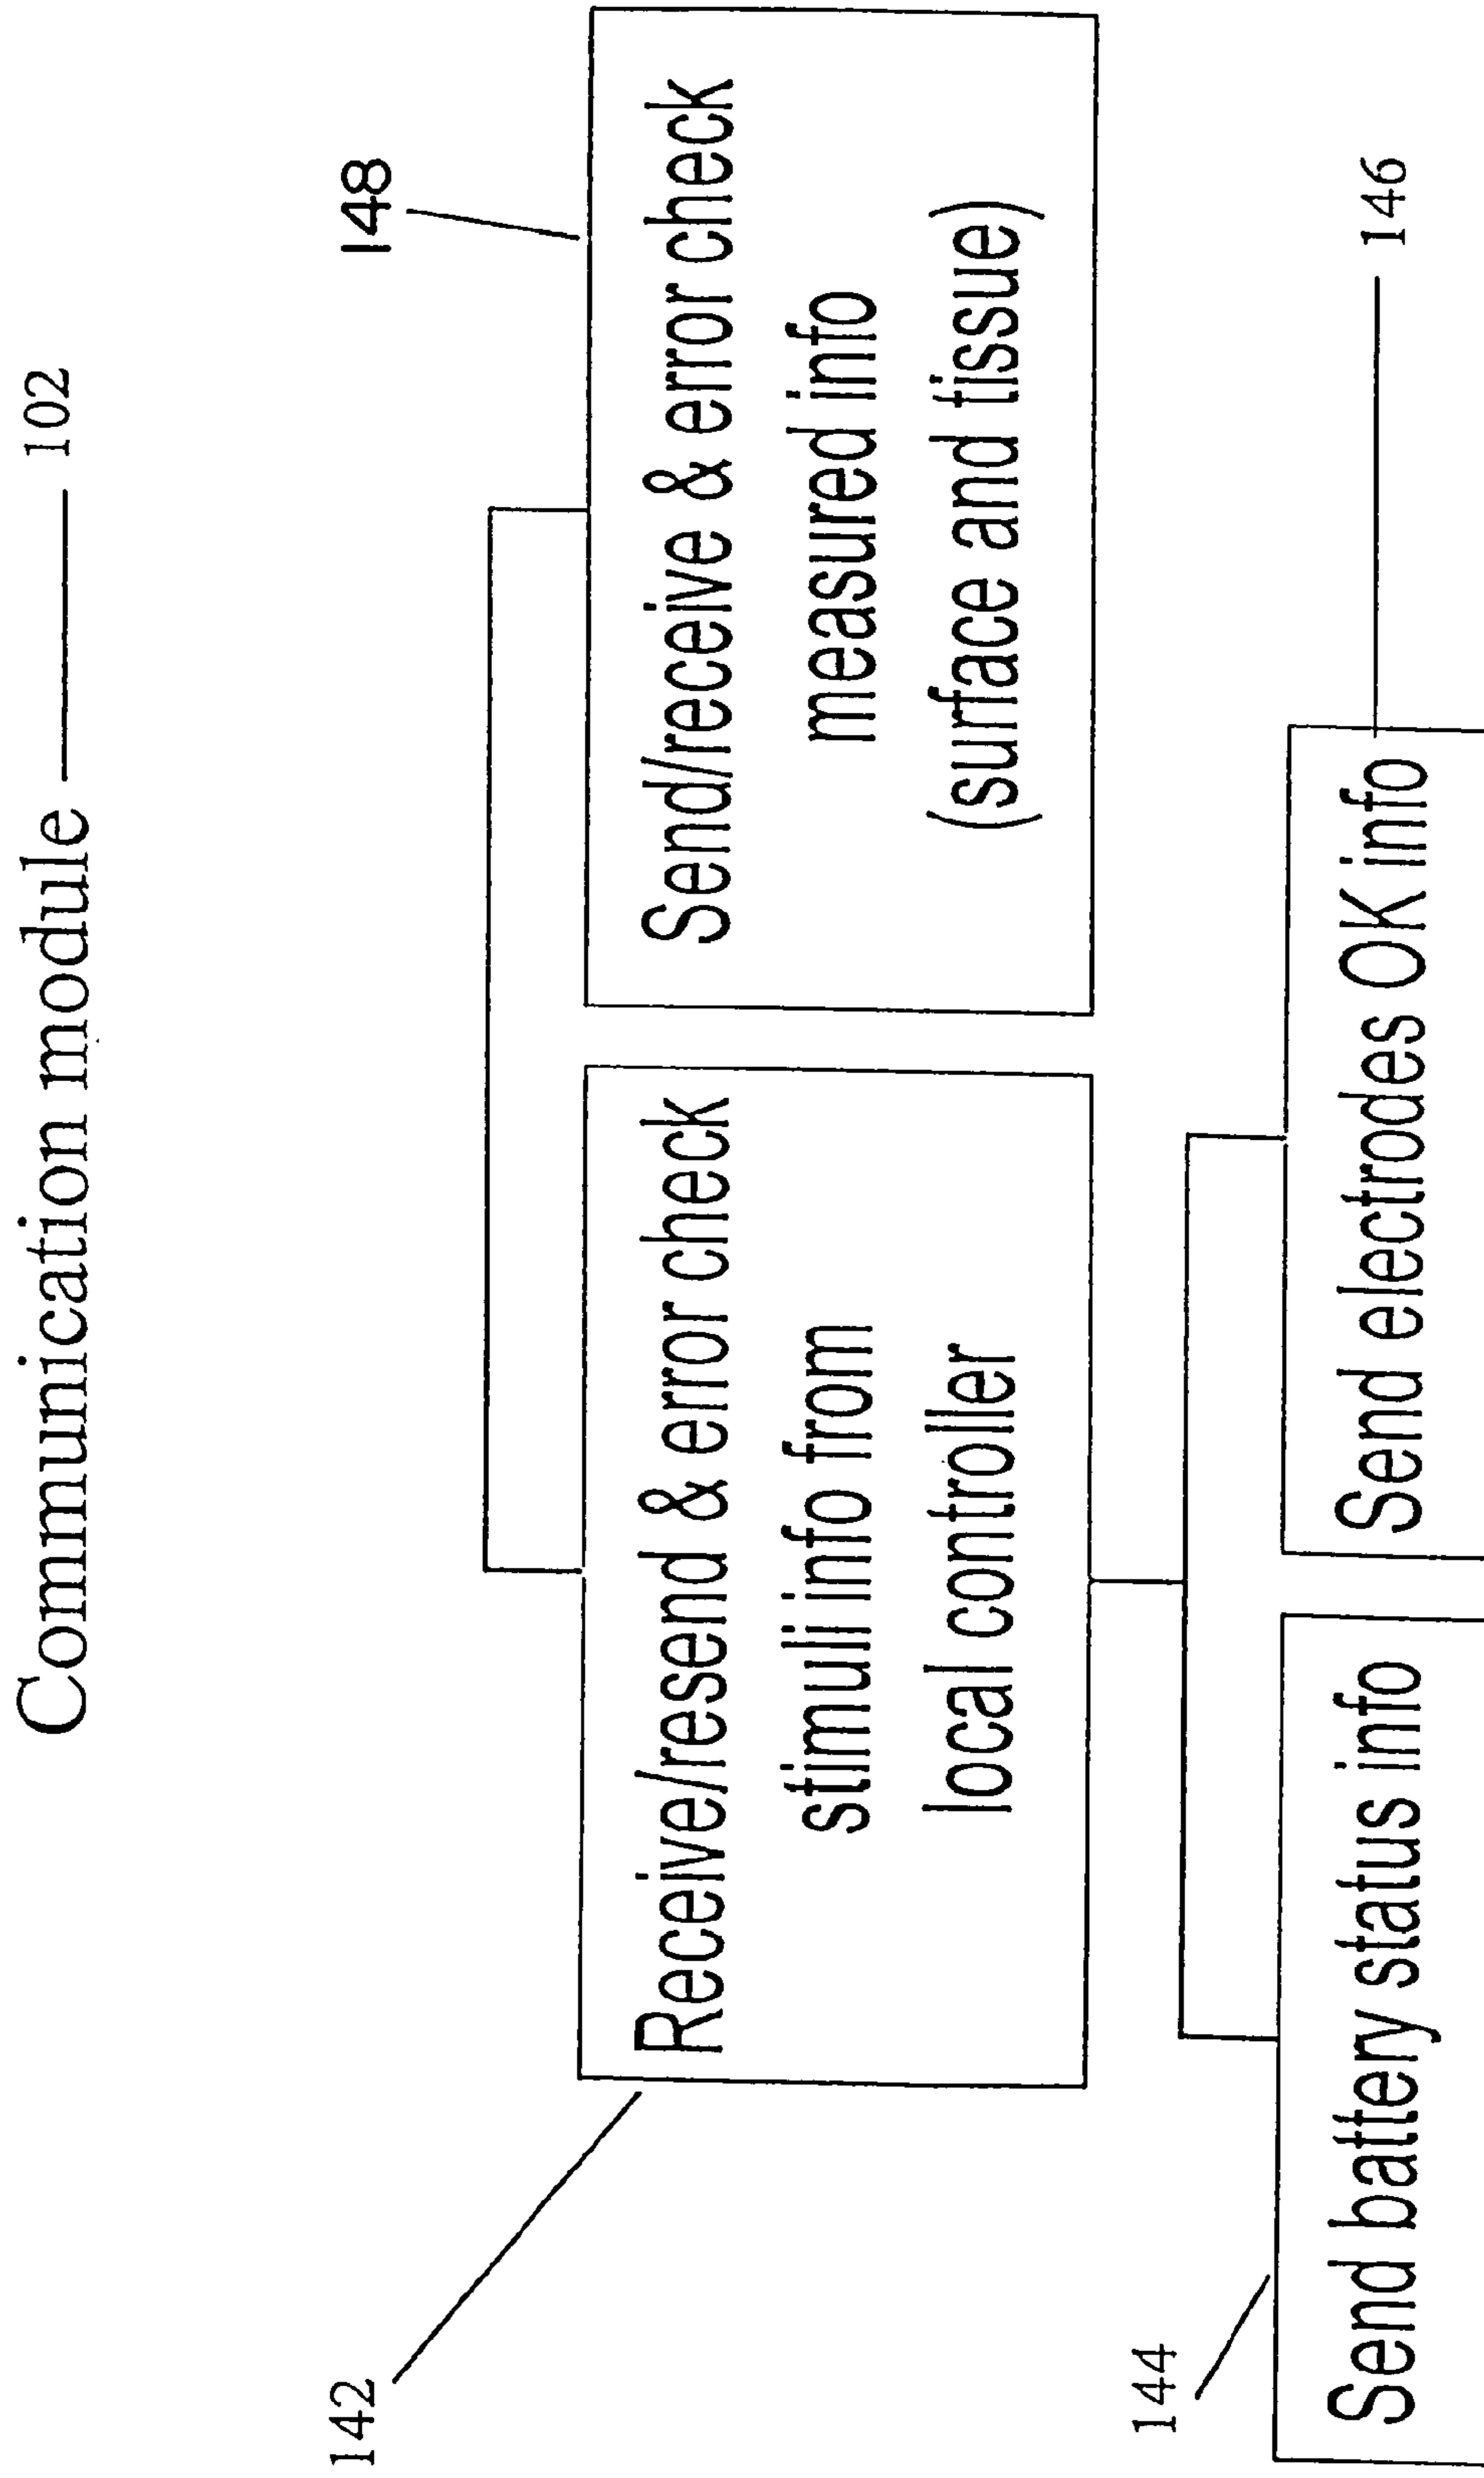 Communication module 102
148
Receive/resend & error check
stimuli info from
local controller
Send/receive & error check
measured info
(surface and tissue)
142
144
Send battery status info
Send electrodes OK info
146